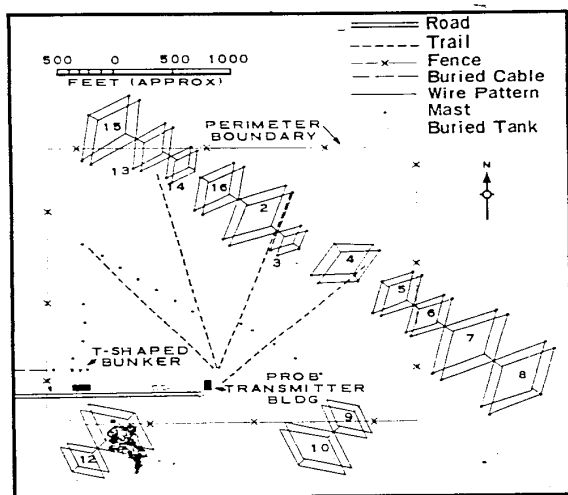 500 0 500 1000
FEET (APPROX)
Road
Trail
Fence
Buried Cable
Wire Pattern
Mast
Buried Tank
PERIMETER
BOUNDARY
N
15
13
14
16
2
3
4
5
6
7
8
T-SHAPED
BUNKER
PROB
TRANSMITTER
BLDG
9
10
12